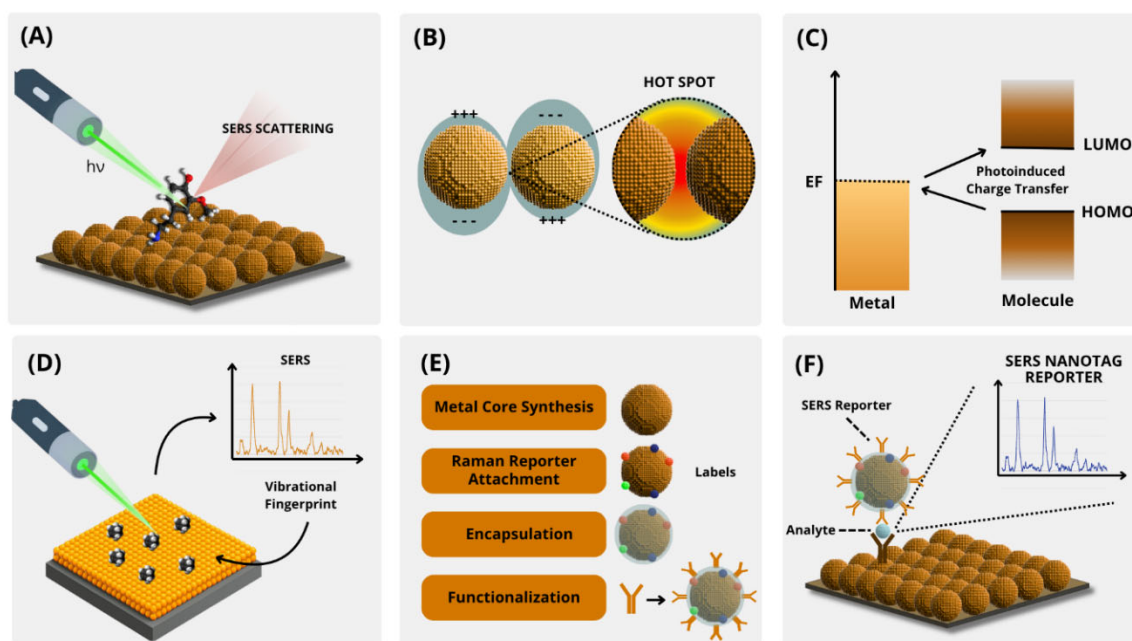 (A)
SERS SCATTERING
hν
(B)
HOT SPOT
+++
- - -
- - -
+++
(C)
EF
LUMO
Photoinduced
Charge Transfer
HOMO
Metal
Molecule
(D)
SERS
Vibrational
Fingerprint
(E)
Metal Core Synthesis
Raman Reporter
Attachment
Labels
Encapsulation
Functionalization
(F)
SERS NANOTAG
REPORTER
SERS Reporter
Analyte